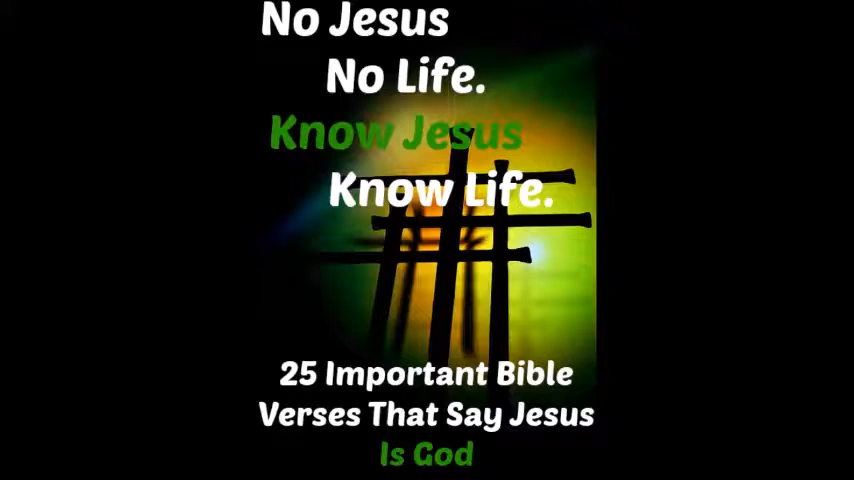 No Jesus
No Life.
Know Jesus
Know Life.
25 Important Bible
Verses That Say Jesus
Is God